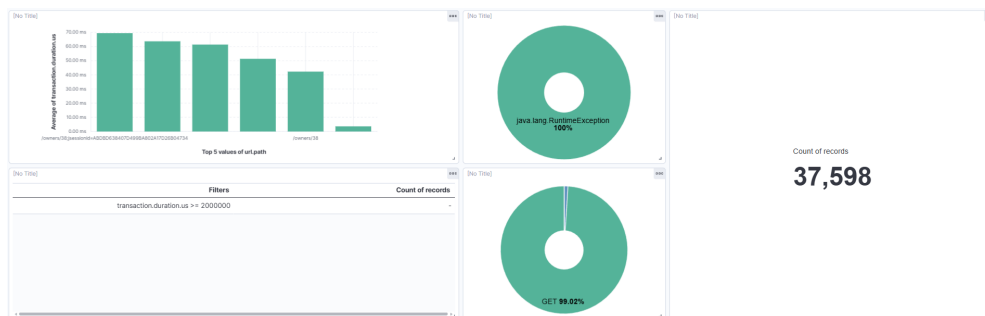 [No Title]
Average of transaction.duration.us
70.00 ms
60.00 ms
50.00 ms
40.00 ms
30.00 ms
20.00 ms
10.00 ms
0.00 ms
/owners/38
Top 5 values of url.path
[No Title]
java.lang.RuntimeException
100%
[No Title]
Count of records
37,598
[No Title]
Filters Count of records
transaction.duration.us >= 2000000 -
[No Title]
GET 99.02%